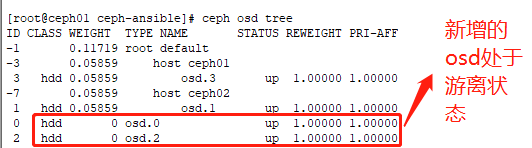 [root@ceph01 ceph-ansible]# ceph osd tree
ID CLASS WEIGHT  TYPE NAME       STATUS REWEIGHT PRI-AFF
-1       0.11719 root default
-3       0.05859     host ceph01
 3   hdd 0.05859         osd.3       up  1.00000 1.00000
-7       0.05859     host ceph02
 1   hdd 0.05859         osd.1       up  1.00000 1.00000
 0   hdd       0 osd.0               up  1.00000 1.00000
 2   hdd       0 osd.2               up  1.00000 1.00000
新增的
osd处于
游离状
态